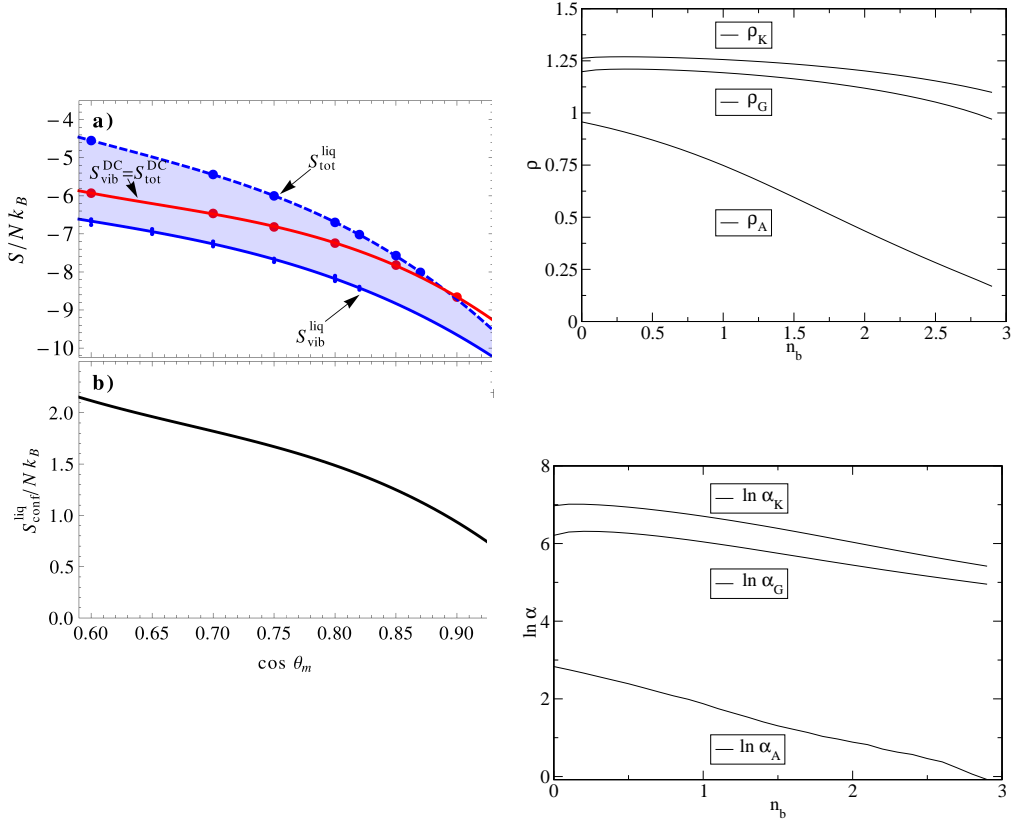 a)
−4
−5
−6
−7
−8
−9
−10
S/N k_B
S_tot^liq
S_vib^DC=S_tot^DC
S_vib^liq
b)
2.0
1.5
1.0
0.5
0.0
S_conf^liq/N k_B
0.60 0.65 0.70 0.75 0.80 0.85 0.90
cos θ_m
1.5
1.25
1
0.75
0.5
0.25
0
ρ
ρ_K
ρ_G
ρ_A
0 0.5 1 1.5 2 2.5 3
n_b
8
6
4
2
0
ln α
ln α_K
ln α_G
ln α_A
0 1 2 3
n_b